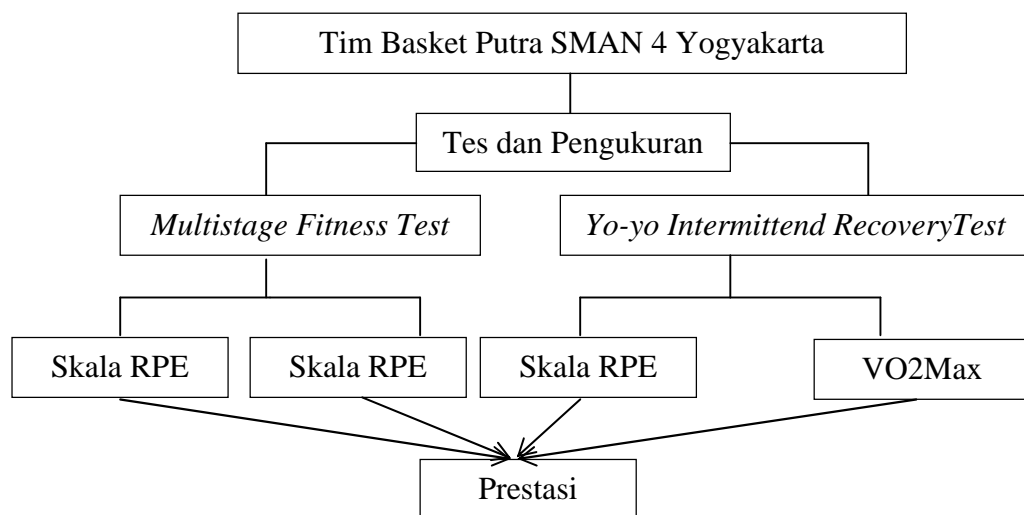 Tim Basket Putra SMAN 4 Yogyakarta
Tes dan Pengukuran
Multistage Fitness Test
Yo-yo Intermittend RecoveryTest
Skala RPE
Skala RPE
Skala RPE
VO2Max
Prestasi